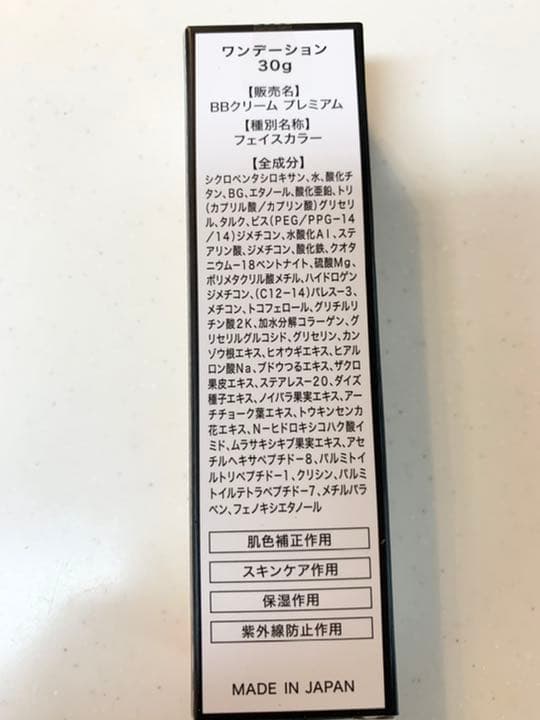 ワンデーション
30g
【販売名】
BBクリーム プレミアム
【種別名称】
フェイスカラー
【全成分】
シクロペンタシロキサン、水、酸化チ
タン、BG、エタノール、酸化亜鉛、トリ
(カプリル酸/カプリン酸)グリセリ
ル、タルク、ビス(PEG/PPG-14
/14)ジメチコン、水酸化Al、ステ
アリン酸、ジメチコン、酸化鉄、クオタ
ニウム-18ベントナイト、硫酸Mg、
ポリメタクリル酸メチル、ハイドロゲン
ジメチコン、(C12-14)パレス-3、
メチコン、トコフェロール、グリチルリ
チン酸2K、加水分解コラーゲン、グ
リセリルグルコシド、グリセリン、カン
ゾウ根エキス、ヒオウギエキス、ヒアル
ロン酸Na、ブドウつるエキス、ザクロ
果皮エキス、ステアレス-20、ダイズ
種子エキス、ノイバラ果実エキス、アー
チチョーク葉エキス、トウキンセンカ
花エキス、N-ヒドロキシコハク酸イ
ミド、ムラサキシキブ果実エキス、アセ
チルヘキサペプチド-8、パルミトイ
ルトリペプチド-1、クリシン、パルミ
トイルテトラペプチド-7、メチルパラ
ベン、フェノキシエタノール
肌色補正作用
スキンケア作用
保湿作用
紫外線防止作用
MADE IN JAPAN